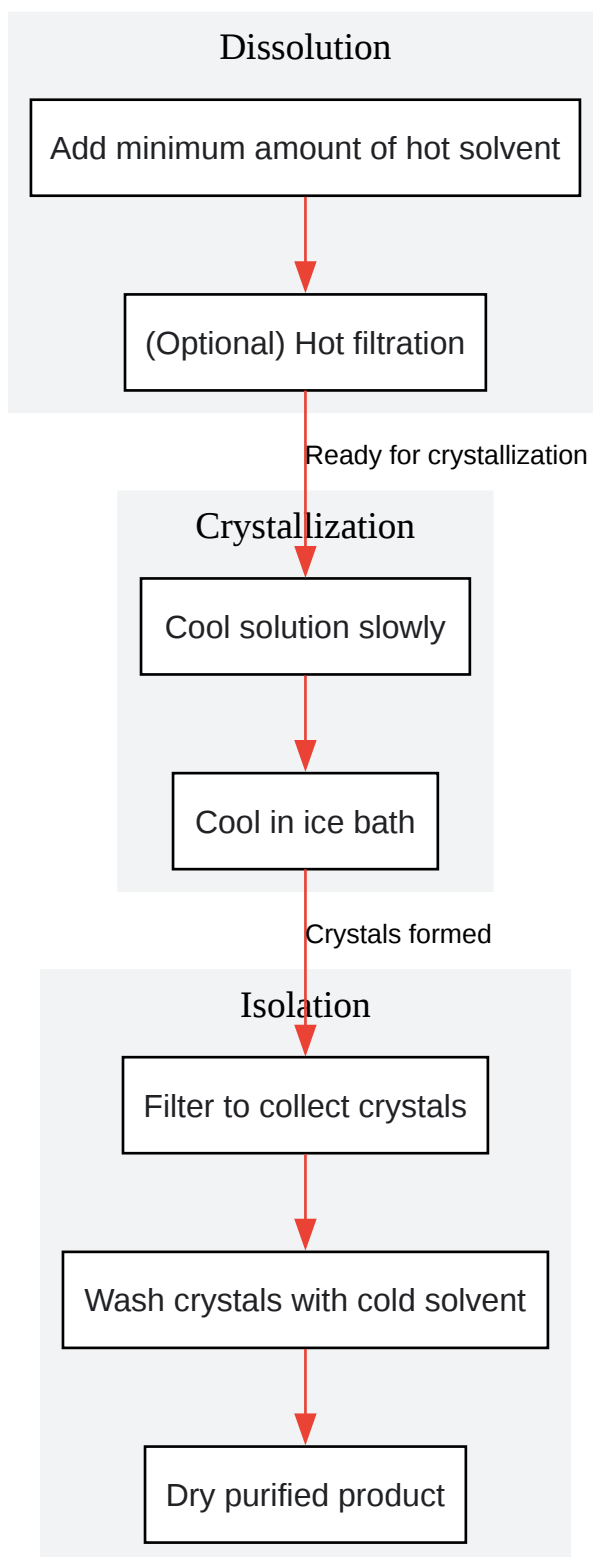 Dissolution
Add minimum amount of hot solvent
(Optional) Hot filtration
Ready for crystallization
Crystallization
Cool solution slowly
Cool in ice bath
Crystals formed
Isolation
Filter to collect crystals
Wash crystals with cold solvent
Dry purified product